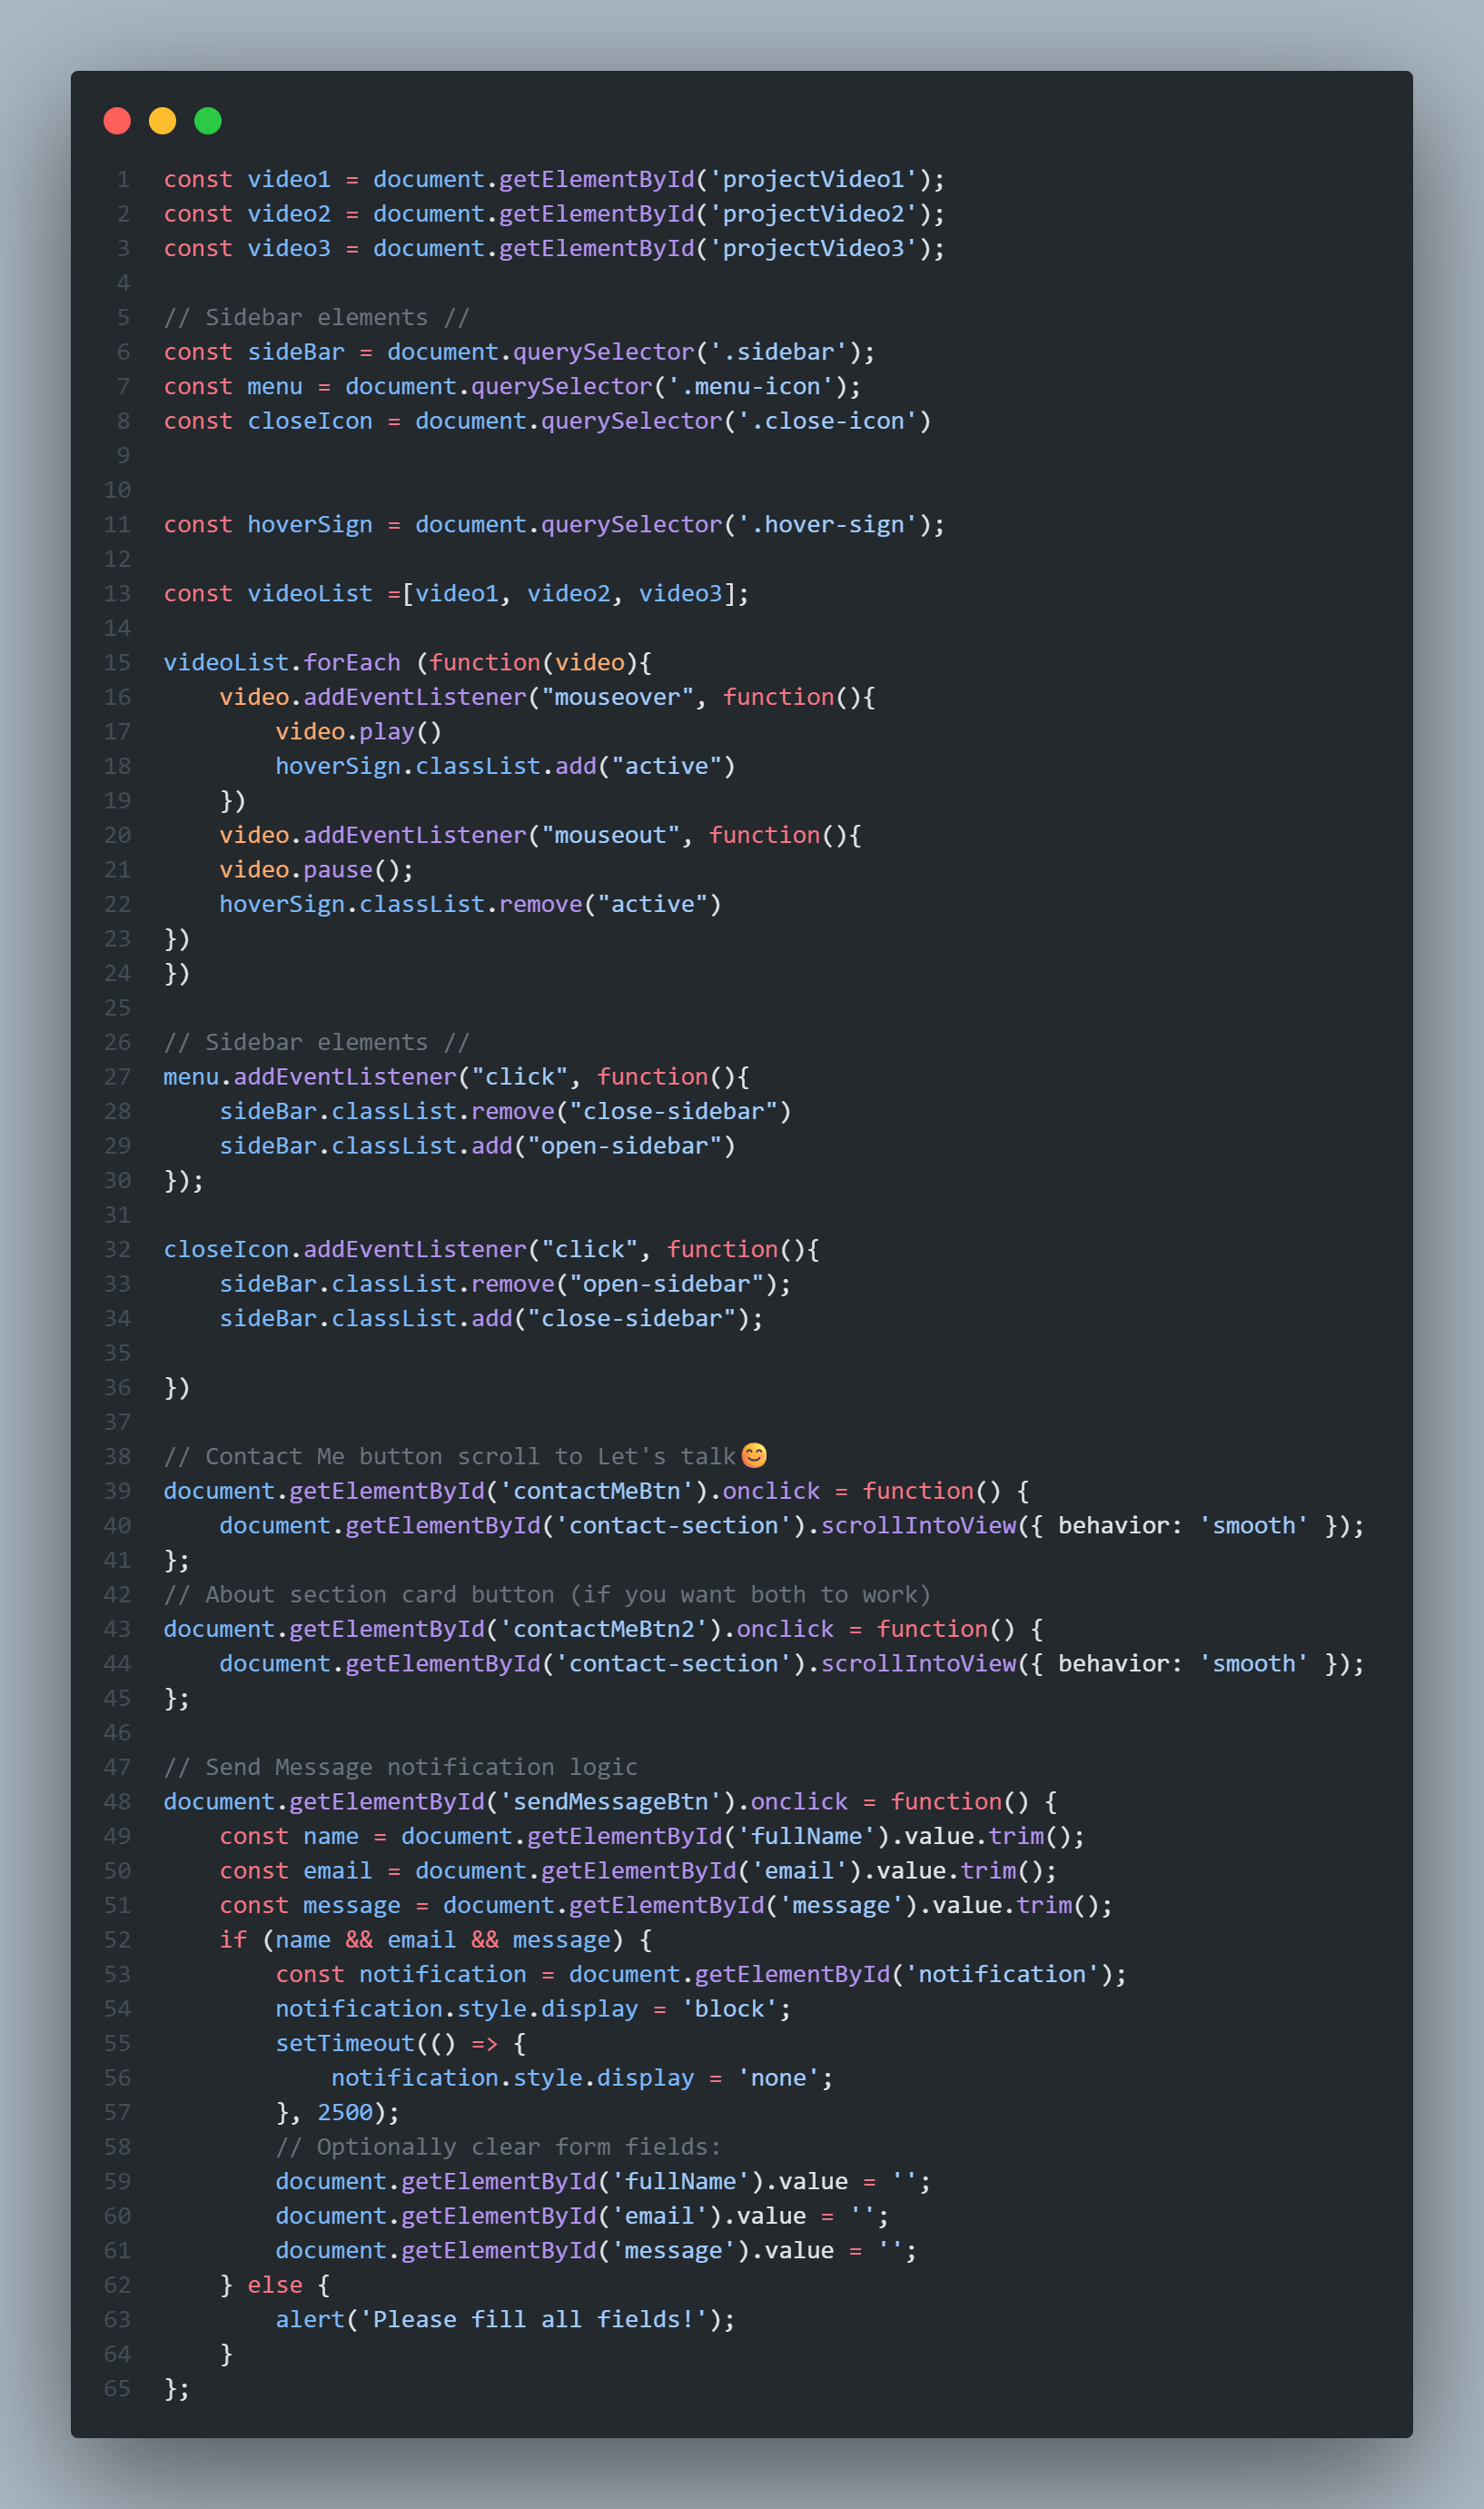 1 const video1 = document.getElementById('projectVideo1');
2 const video2 = document.getElementById('projectVideo2');
3 const video3 = document.getElementById('projectVideo3');
4
5 // Sidebar elements //
6 const sideBar = document.querySelector('.sidebar');
7 const menu = document.querySelector('.menu-icon');
8 const closeIcon = document.querySelector('.close-icon')
9
10
11 const hoverSign = document.querySelector('.hover-sign');
12
13 const videoList =[video1, video2, video3];
14
15 videoList.forEach (function(video){
16     video.addEventListener("mouseover", function(){
17         video.play()
18         hoverSign.classList.add("active")
19     })
20     video.addEventListener("mouseout", function(){
21     video.pause();
22     hoverSign.classList.remove("active")
23 })
24 })
25
26 // Sidebar elements //
27 menu.addEventListener("click", function(){
28     sideBar.classList.remove("close-sidebar")
29     sideBar.classList.add("open-sidebar")
30 });
31
32 closeIcon.addEventListener("click", function(){
33     sideBar.classList.remove("open-sidebar");
34     sideBar.classList.add("close-sidebar");
35
36 })
37
38 // Contact Me button scroll to Let's talk😊
39 document.getElementById('contactMeBtn').onclick = function() {
40     document.getElementById('contact-section').scrollIntoView({ behavior: 'smooth' });
41 };
42 // About section card button (if you want both to work)
43 document.getElementById('contactMeBtn2').onclick = function() {
44     document.getElementById('contact-section').scrollIntoView({ behavior: 'smooth' });
45 };
46
47 // Send Message notification logic
48 document.getElementById('sendMessageBtn').onclick = function() {
49     const name = document.getElementById('fullName').value.trim();
50     const email = document.getElementById('email').value.trim();
51     const message = document.getElementById('message').value.trim();
52     if (name && email && message) {
53         const notification = document.getElementById('notification');
54         notification.style.display = 'block';
55         setTimeout(() => {
56             notification.style.display = 'none';
57         }, 2500);
58         // Optionally clear form fields:
59         document.getElementById('fullName').value = '';
60         document.getElementById('email').value = '';
61         document.getElementById('message').value = '';
62     } else {
63         alert('Please fill all fields!');
64     }
65 };